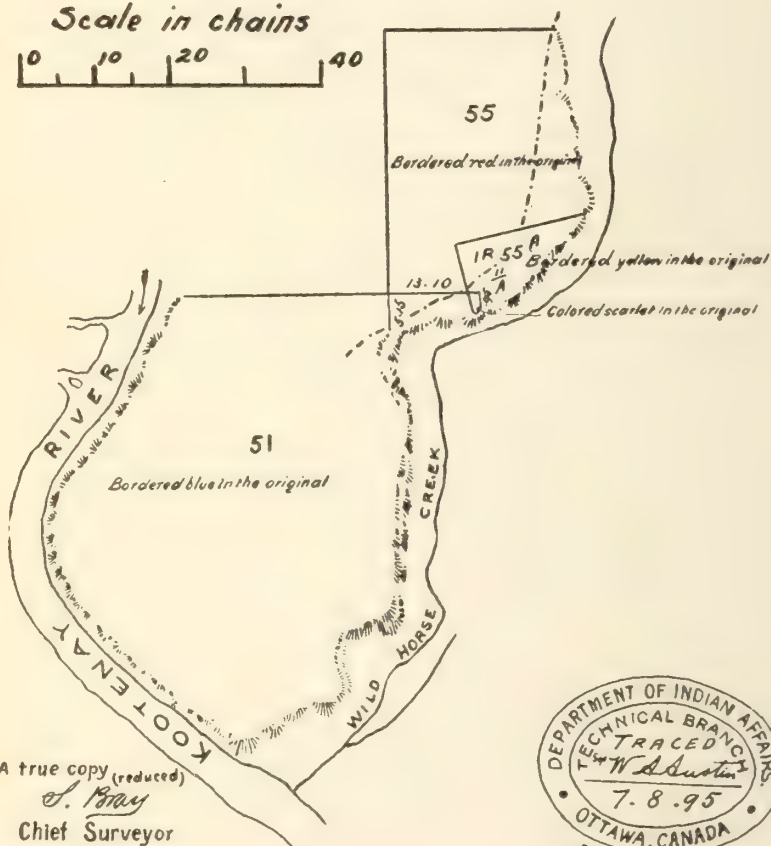 Scale in chains
0 10 20 40
55
Bordered red in the original
IR 55 A
Bordered yellow in the original
11/A
13.10
Colored scarlet in the original
RIVER
51
Bordered blue in the original
CREEK
HORSE
WILD
KOOTENAY
A true copy (reduced)
S. Bray
Chief Surveyor
DEPARTMENT OF INDIAN AFFAIRS.
TECHNICAL BRANCH
TRACED
W A Austin
7.8.95
OTTAWA, CANADA